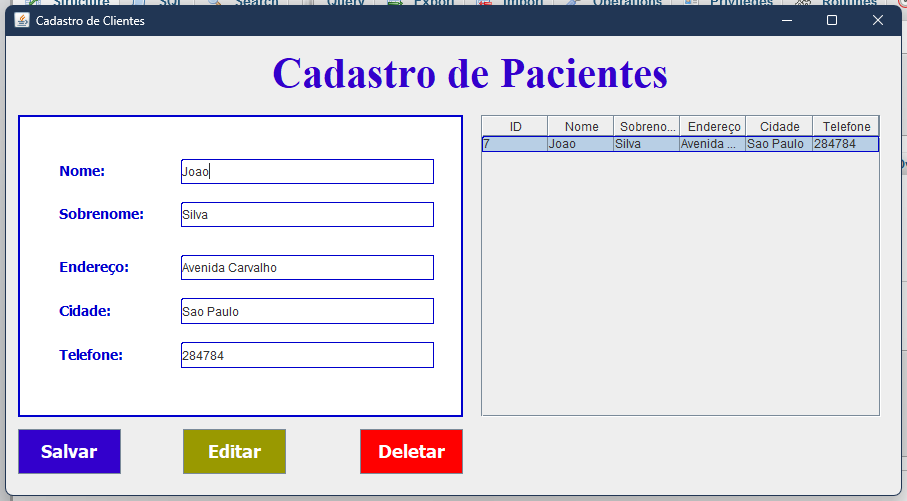 Structure SQL Search Query Export Import Operations Privileges Routines
Cadastro de Clientes
Cadastro de Pacientes
Nome: Joao
Sobrenome: Silva
Endereço: Avenida Carvalho
Cidade: Sao Paulo
Telefone: 284784
Salvar Editar Deletar
ID Nome Sobreno... Endereço Cidade Telefone
7 Joao Silva Avenida ... Sao Paulo 284784